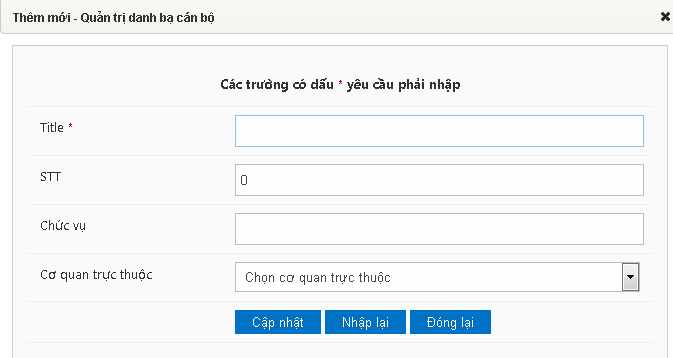 Thêm mới - Quản trị danh bạ cán bộ
Các trường có dấu * yêu cầu phải nhập
Title *
STT 0
Chức vụ
Cơ quan trực thuộc Chọn cơ quan trực thuộc
Cập nhật Nhập lại Đóng lại